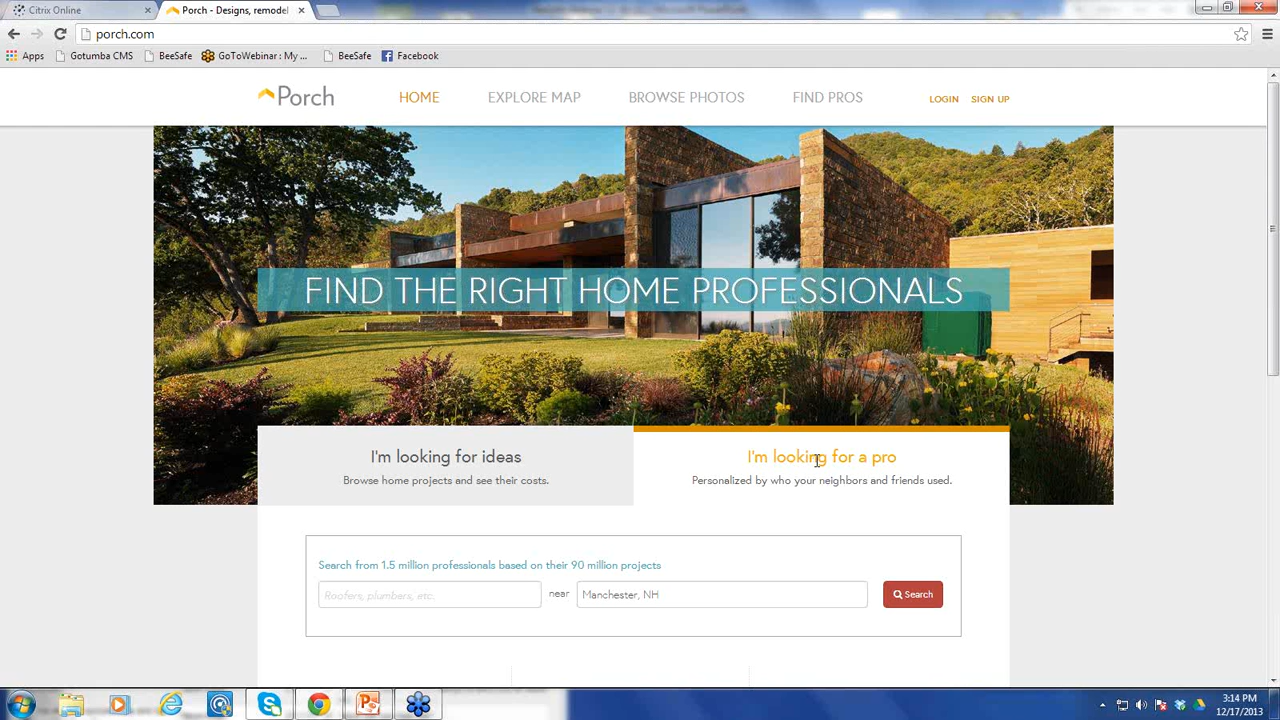 Citrix Online
Porch - Designs, remodel
porch.com
Apps
Gotumba CMS
BeeSafe
GoToWebinar : My ...
BeeSafe
Facebook
Porch
HOME
EXPLORE MAP
BROWSE PHOTOS
FIND PROS
LOGIN
SIGN UP
FIND THE RIGHT HOME PROFESSIONALS
I'm looking for ideas
Browse home projects and see their costs.
I'm looking for a pro
Personalized by who your neighbors and friends used.
Search from 1.5 million professionals based on their 90 million projects
Roofers, plumbers, etc.
near
Manchester, NH
Search
3:14 PM
12/17/2013